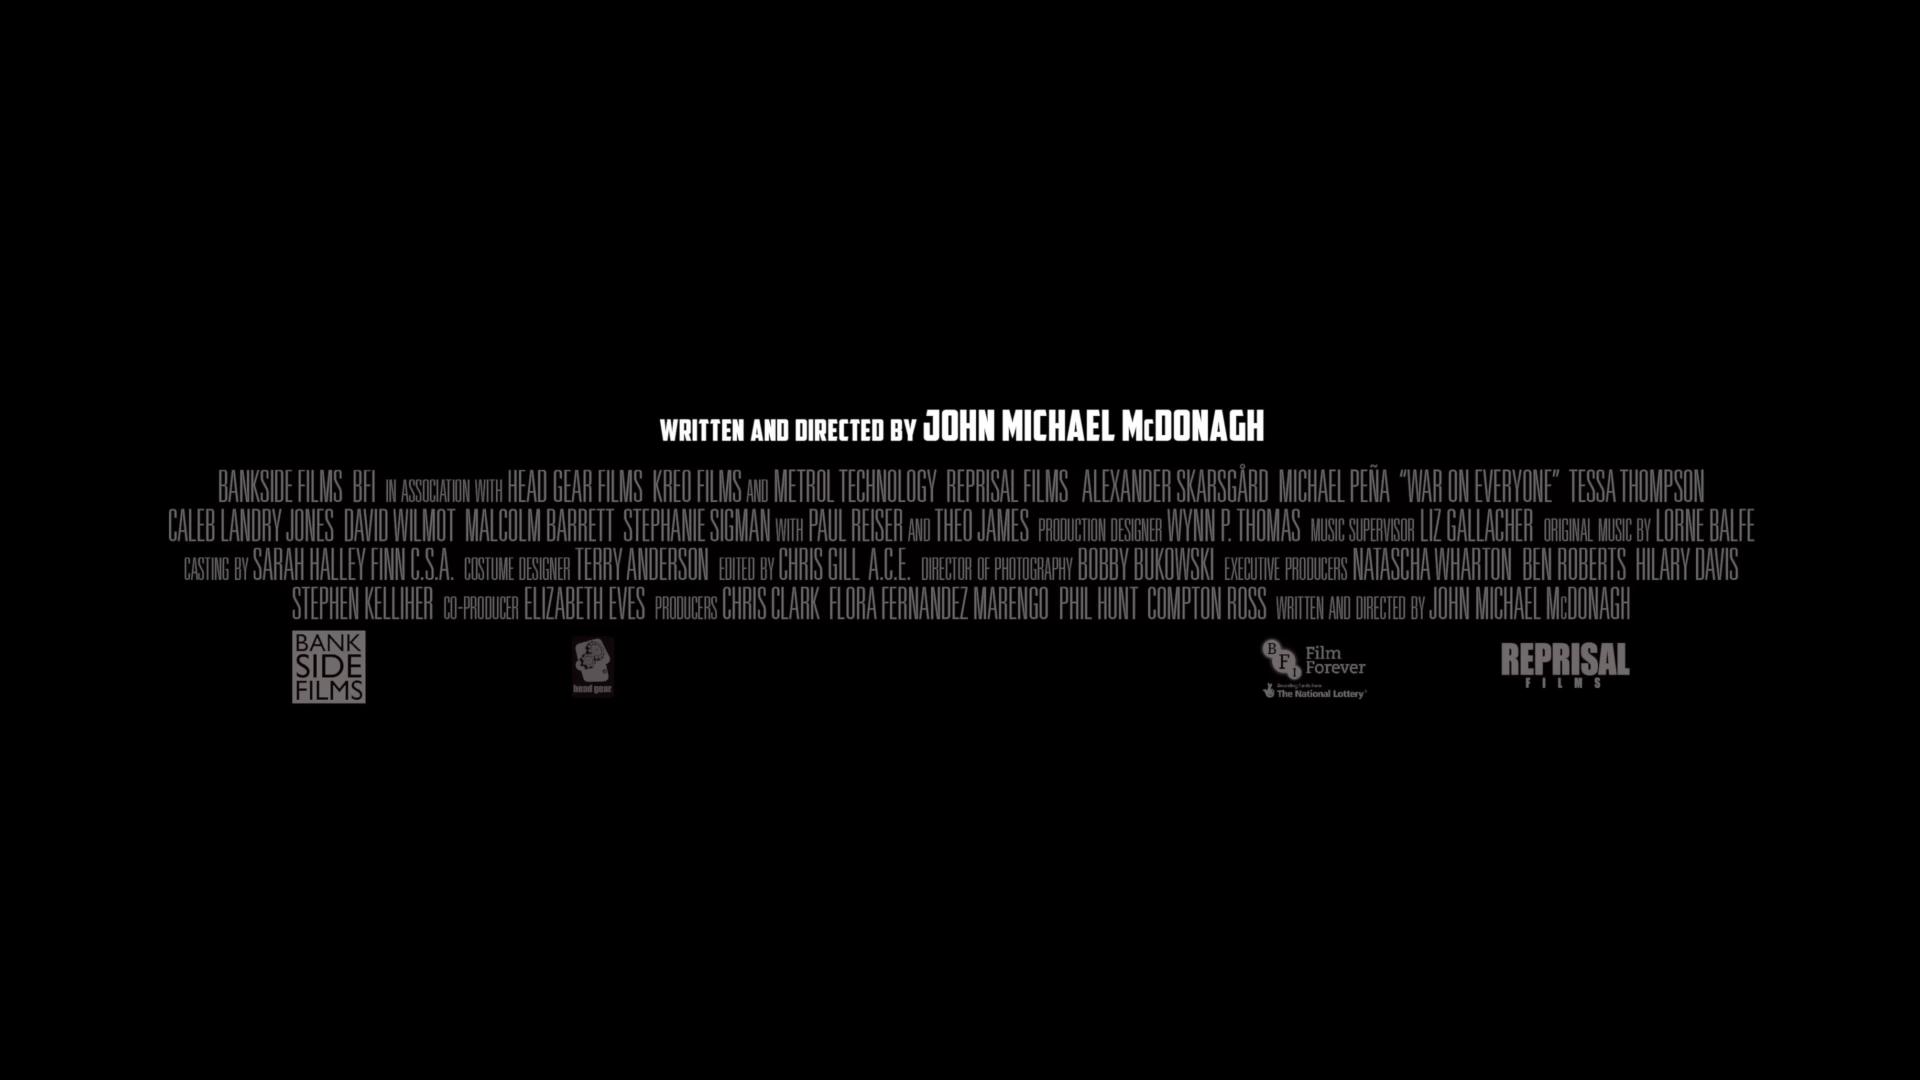 WRITTEN AND DIRECTED BY JOHN MICHAEL McDONAGH
BANKSIDE FILMS BFI IN ASSOCIATION WITH HEAD GEAR FILMS KREO FILMS AND METROL TECHNOLOGY REPRISAL FILMS ALEXANDER SKARSGÅRD MICHAEL PEÑA “WAR ON EVERYONE” TESSA THOMPSON
CALEB LANDRY JONES DAVID WILMOT MALCOLM BARRETT STEPHANIE SIGMAN WITH PAUL REISER AND THEO JAMES PRODUCTION DESIGNER WYNN P. THOMAS MUSIC SUPERVISOR LIZ GALLACHER ORIGINAL MUSIC BY LORNE BALFE
CASTING BY SARAH HALLEY FINN C.S.A. COSTUME DESIGNER TERRY ANDERSON EDITED BY CHRIS GILL A.C.E. DIRECTOR OF PHOTOGRAPHY BOBBY BUKOWSKI EXECUTIVE PRODUCERS NATASCHA WHARTON BEN ROBERTS HILARY DAVIS
STEPHEN KELLIHER CO-PRODUCER ELIZABETH EVES PRODUCERS CHRIS CLARK FLORA FERNANDEZ MARENGO PHIL HUNT COMPTON ROSS WRITTEN AND DIRECTED BY JOHN MICHAEL McDONAGH
BANK
SIDE
FILMS
head gear
BFI
Film
Forever
The National Lottery
REPRISAL
FILMS